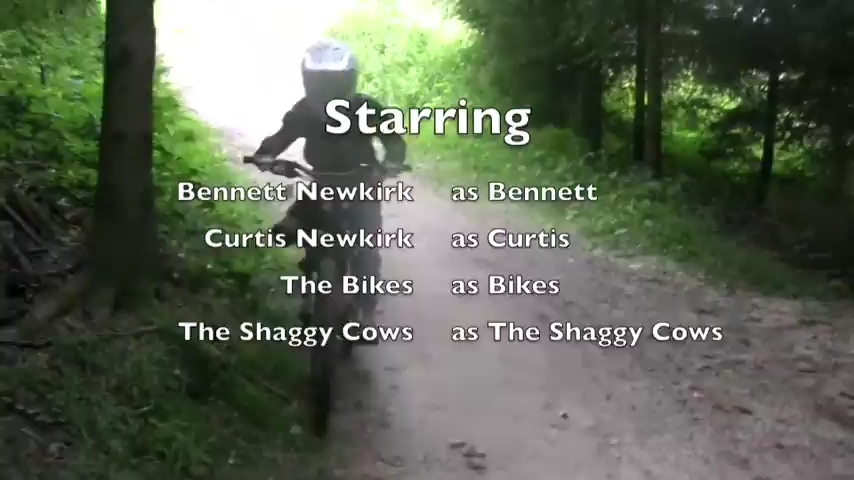 Starring
Bennett Newkirk as Bennett
Curtis Newkirk as Curtis
The Bikes as Bikes
The Shaggy Cows as The Shaggy Cows